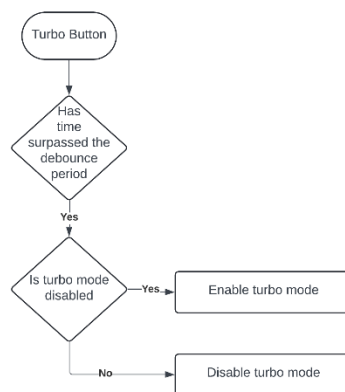 Turbo Button
Has
time
surpassed the
debounce
period
Yes
Is turbo mode
disabled
Yes
Enable turbo mode
No
Disable turbo mode